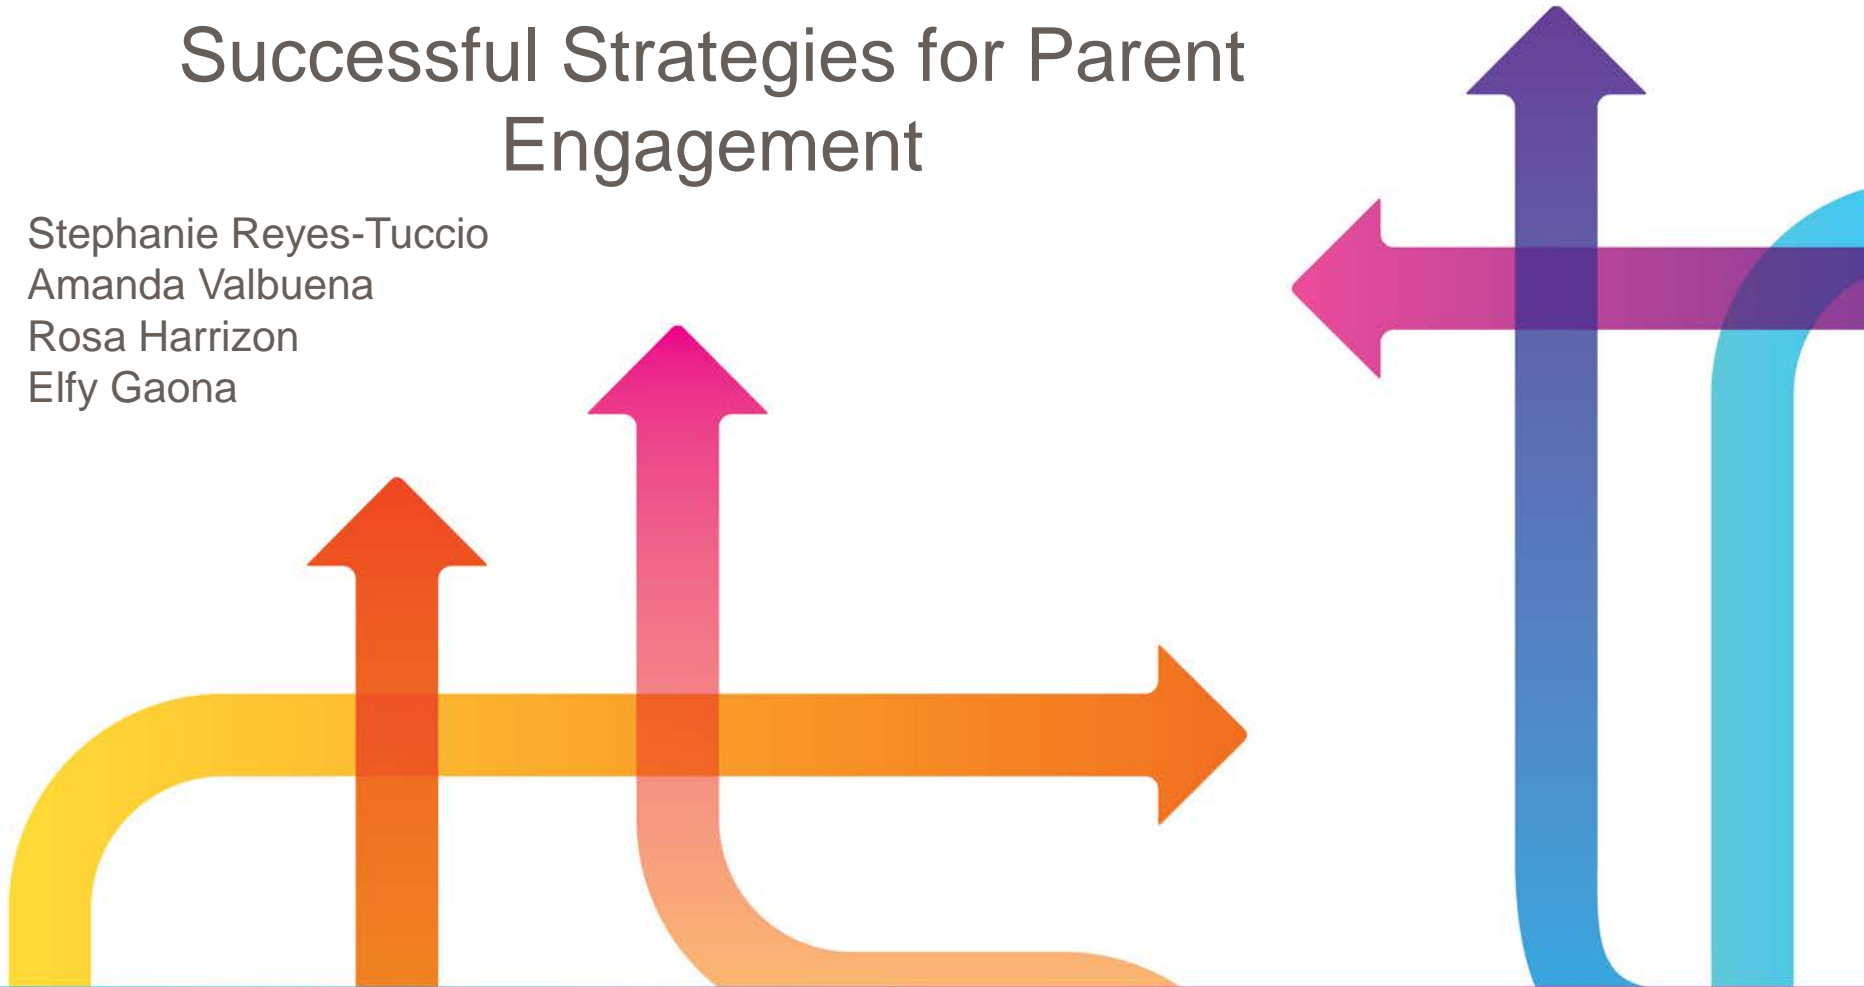 Successful Strategies for Parent
Engagement
Stephanie Reyes-Tuccio
Amanda Valbuena
Rosa Harrizon
Elfy Gaona